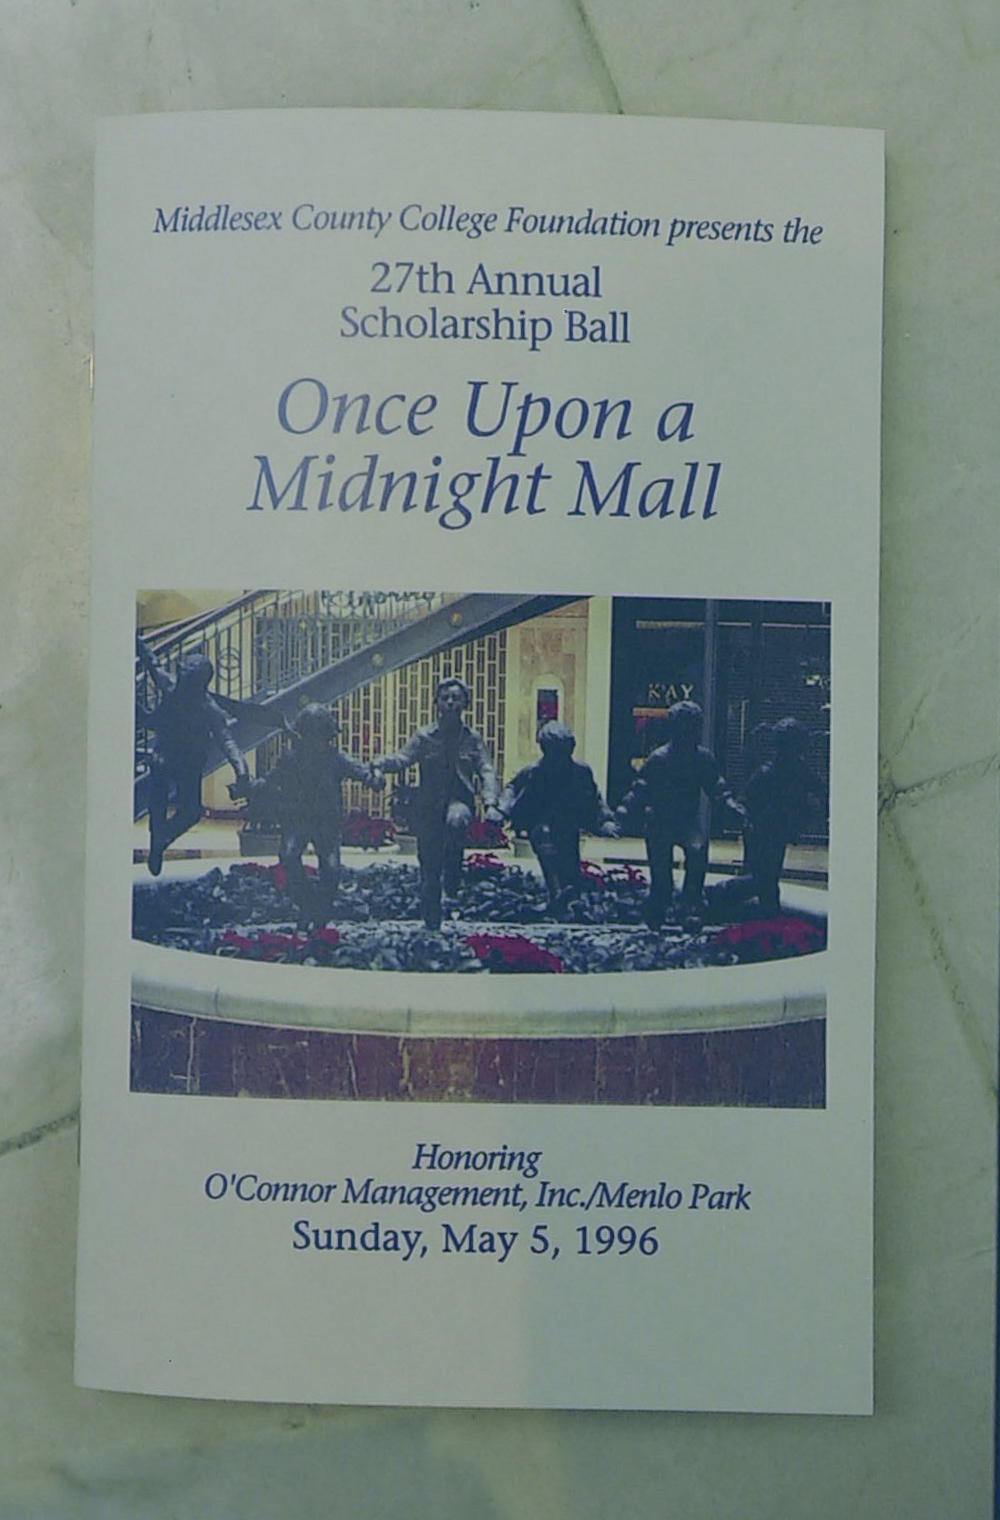 Middlesex County College Foundation presents the
27th Annual
Scholarship Ball
Once Upon a
Midnight Mall
KAY
Honoring
O'Connor Management, Inc./Menlo Park
Sunday, May 5, 1996